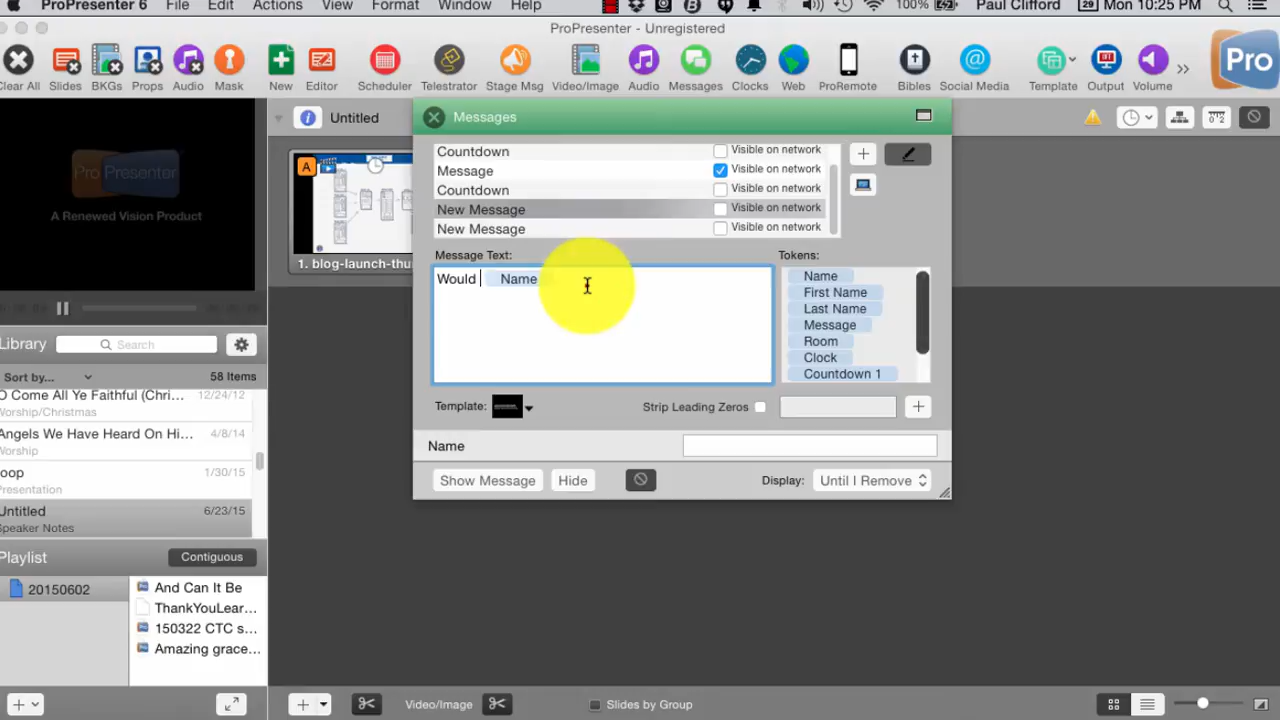 ProPresenter 6 File Edit Actions View Format Window Help 100% Paul Clifford 29 Mon 10:25 PM
ProPresenter - Unregistered
Clear All Slides BKGs Props Audio Mask New Editor Scheduler Telestrator Stage Msg Video/Image Audio Messages Clocks Web ProRemote Bibles Social Media Template Output Volume Pro
Pro Presenter
A Renewed Vision Product
Untitled
A
1. blog-launch-thu
Messages
Countdown Visible on network
Message Visible on network
Countdown Visible on network
New Message Visible on network
New Message Visible on network
Message Text:
Would Name
Tokens:
Name
First Name
Last Name
Message
Room
Clock
Countdown 1
Template: Strip Leading Zeros
Name
Show Message Hide Display: Until I Remove
Library Search
Sort by... 58 Items
O Come All Ye Faithful (Chri... 12/24/12
Worship/Christmas
Angels We Have Heard On Hi... 4/8/14
Worship
oop 1/30/15
Presentation
Untitled 6/23/15
Speaker Notes
Playlist Contiguous
20150602
And Can It Be
ThankYouLear...
150322 CTC s...
Amazing grace...
Video/Image Slides by Group